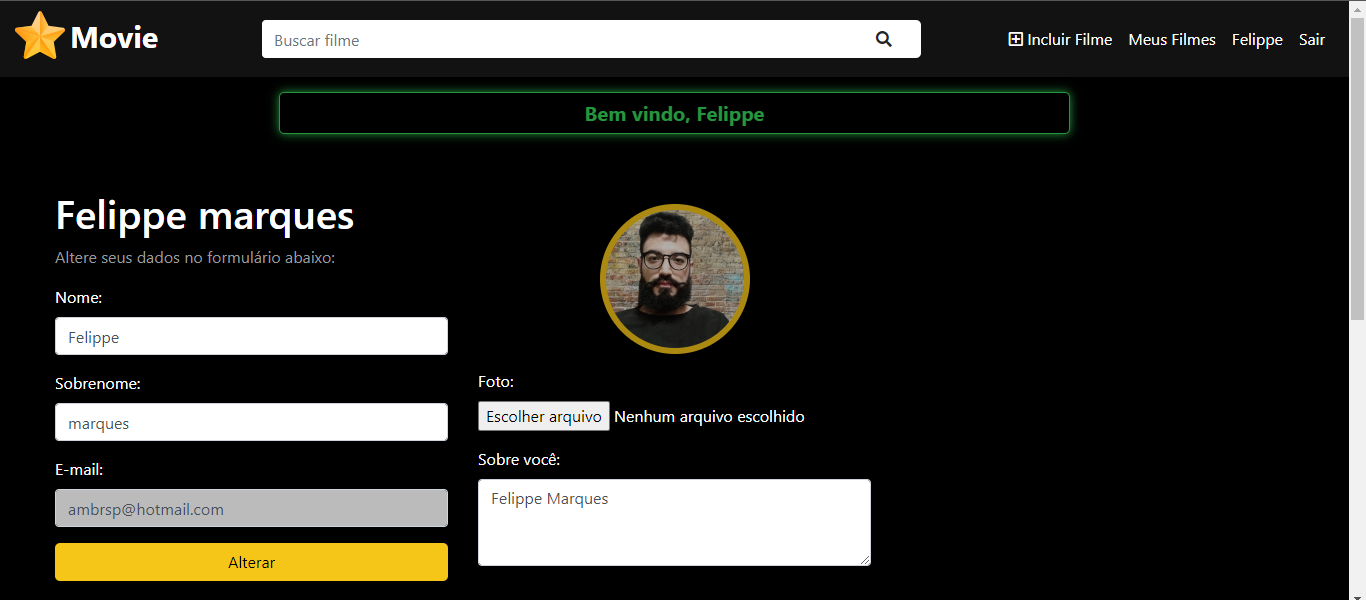 Movie
Buscar filme
Incluir Filme
Meus Filmes
Felippe
Sair
Bem vindo, Felippe
Felippe marques
Altere seus dados no formulário abaixo:
Nome:
Felippe
Sobrenome:
marques
E-mail:
ambrsp@hotmail.com
Alterar
Foto:
Escolher arquivo Nenhum arquivo escolhido
Sobre você:
Felippe Marques